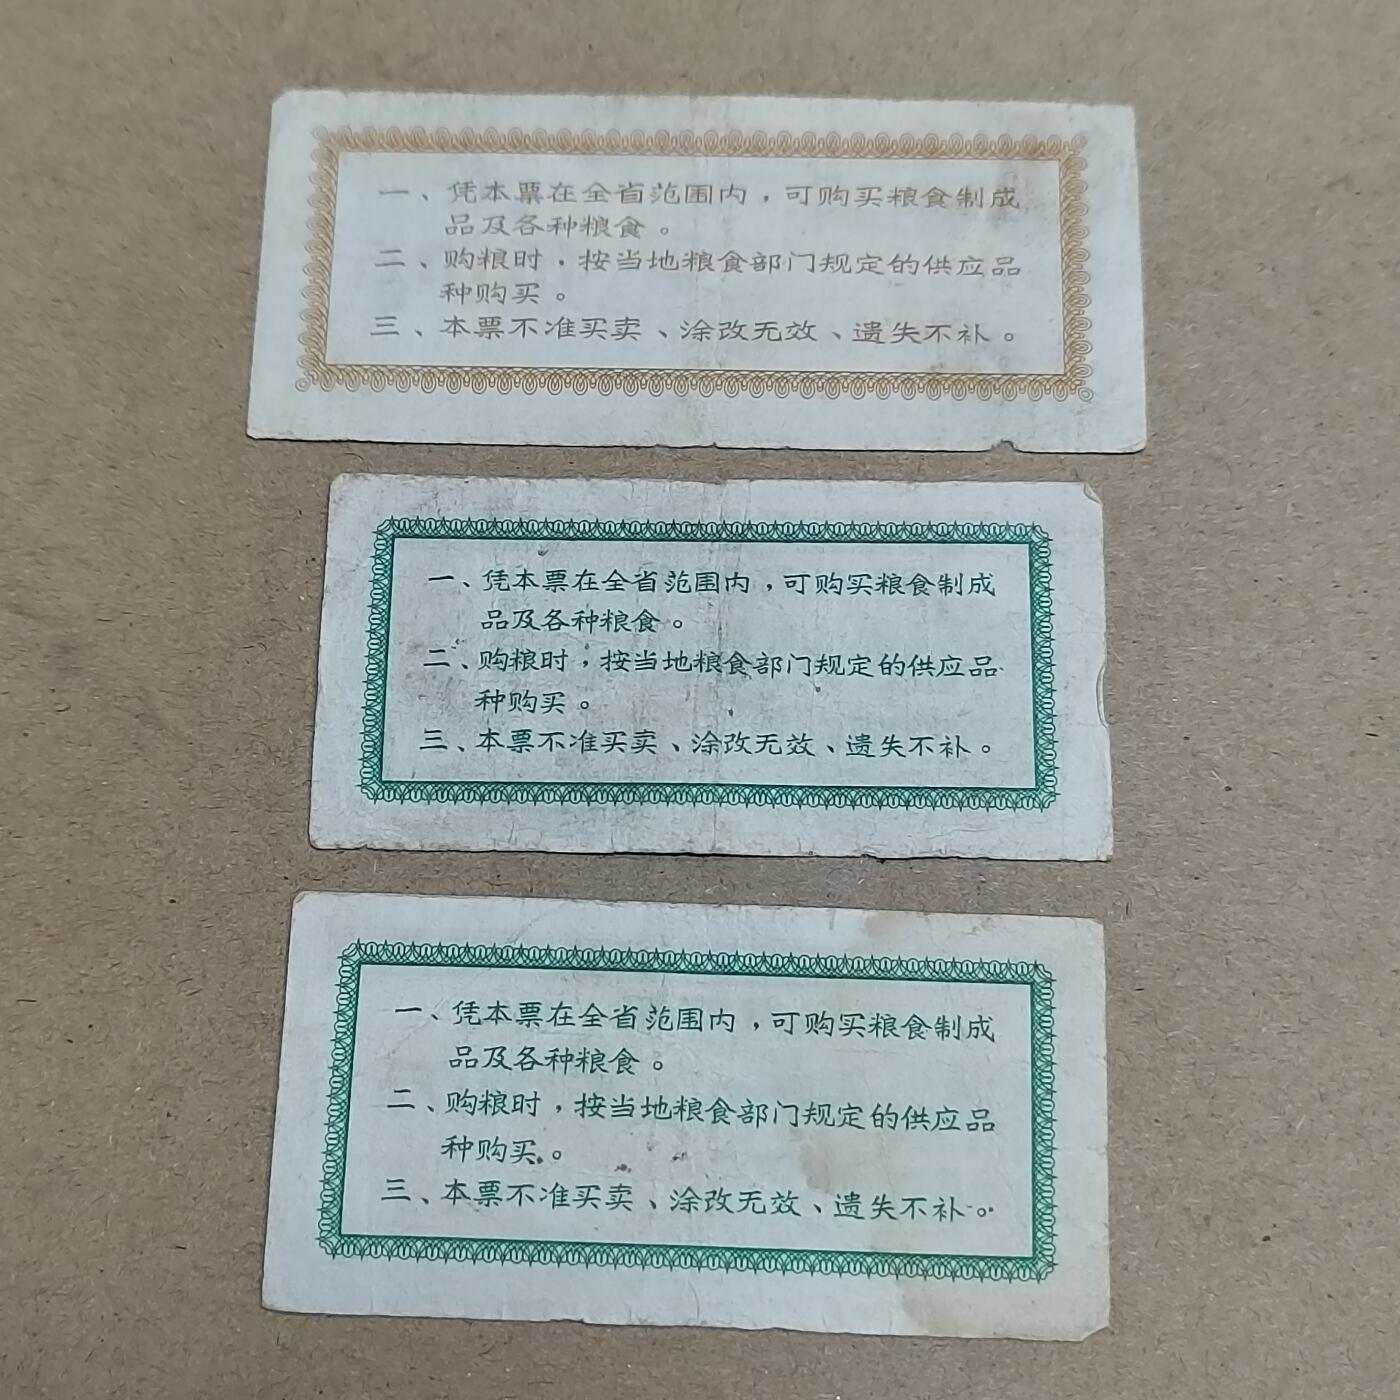 一、凭本票在全省范围内，可购买粮食制成
品及各种粮食。
二、购粮时，按当地粮食部门规定的供应品
种购买。
三、本票不准买卖、涂改无效、遗失不补。
一、凭本票在全省范围内，可购买粮食制成
品及各种粮食。
二、购粮时，按当地粮食部门规定的供应品
种购买。
三、本票不准买卖、涂改无效、遗失不补。
一、凭本票在全省范围内，可购买粮食制成
品及各种粮食。
二、购粮时，按当地粮食部门规定的供应品
种购买。
三、本票不准买卖、涂改无效、遗失不补。